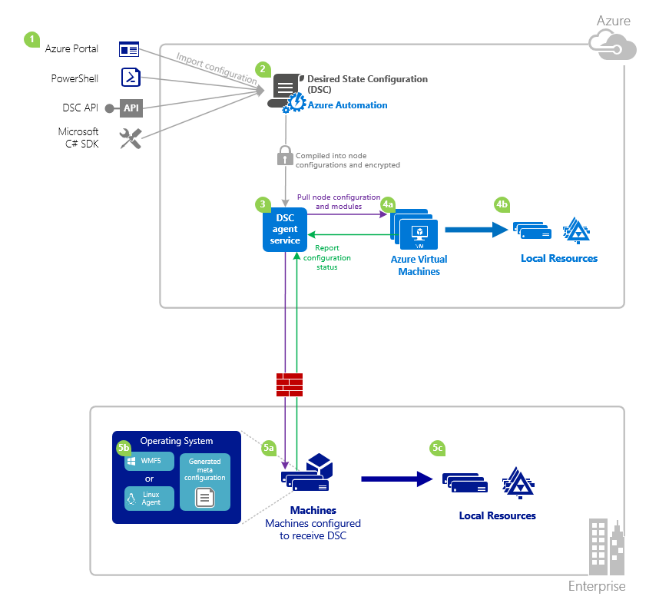 Azure
1
Azure Portal
PowerShell
DSC API
API
Microsoft
C# SDK
Import configuration
2
Desired State Configuration
(DSC)
Azure Automation
Compiled into node
configurations and encrypted
3
DSC
agent
service
Pull node configuration
and modules
Report
configuration
status
4a
VM
Azure Virtual
Machines
4b
Local Resources
Operating System
5b
WMF5
or
Linux
Agent
Generated
meta
configuration
5a
Machines
Machines configured
to receive DSC
5c
Local Resources
Enterprise